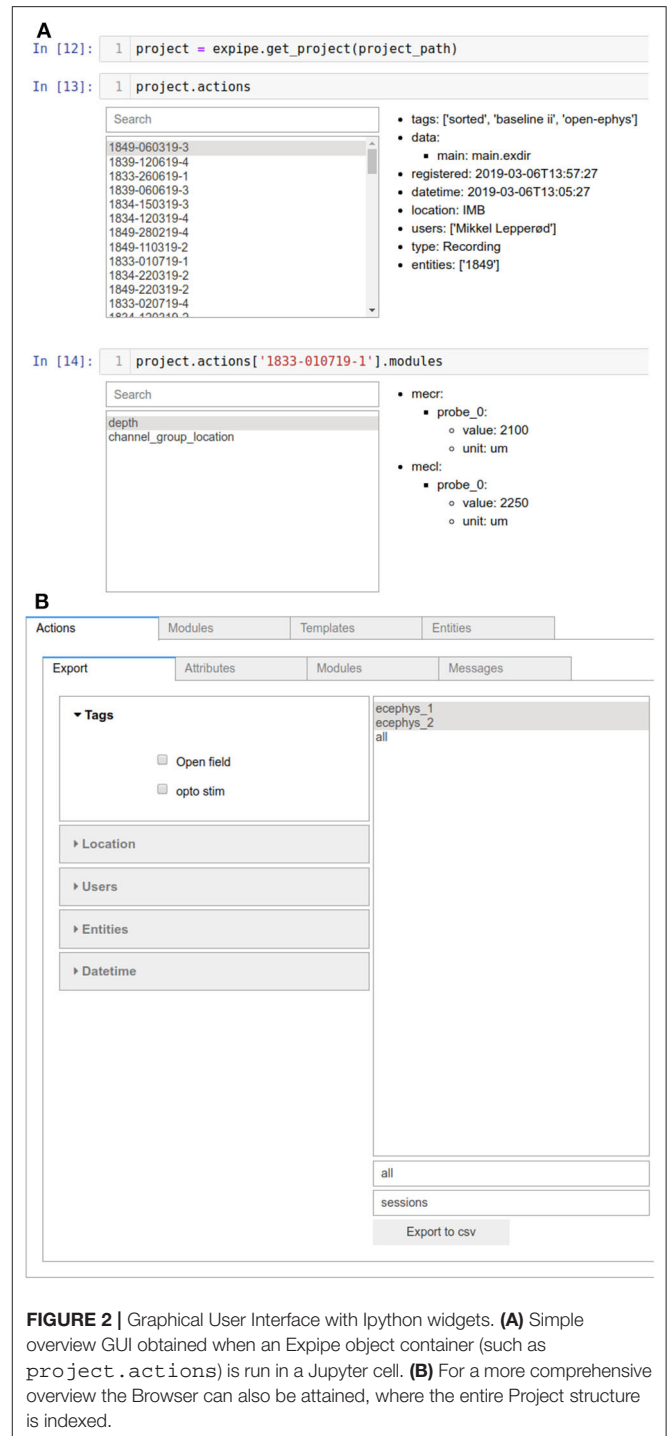 A
In [12]: 1 project = expipe.get_project(project_path)
In [13]: 1 project.actions
Search
1849-060319-3
1839-120619-4
1833-260619-1
1839-060619-3
1834-150319-3
1834-120319-4
1849-280219-4
1849-110319-2
1833-010719-1
1834-220319-2
1849-220319-2
1833-020719-4
1834-120319-2
• tags: ['sorted', 'baseline ii', 'open-ephys']
• data:
▪ main: main.exdir
• registered: 2019-03-06T13:57:27
• datetime: 2019-03-06T13:05:27
• location: IMB
• users: ['Mikkel Lepperød']
• type: Recording
• entities: ['1849']
In [14]: 1 project.actions['1833-010719-1'].modules
Search
depth
channel_group_location
• mecr:
▪ probe_0:
◦ value: 2100
◦ unit: um
• mecl:
▪ probe_0:
◦ value: 2250
◦ unit: um
B
Actions Modules Templates Entities
Export Attributes Modules Messages
▾ Tags
Open field
opto stim
▸ Location
▸ Users
▸ Entities
▸ Datetime
ecephys_1
ecephys_2
all
all
sessions
Export to csv
FIGURE 2 | Graphical User Interface with Ipython widgets. (A) Simple
overview GUI obtained when an Expipe object container (such as
project.actions) is run in a Jupyter cell. (B) For a more comprehensive
overview the Browser can also be attained, where the entire Project structure
is indexed.